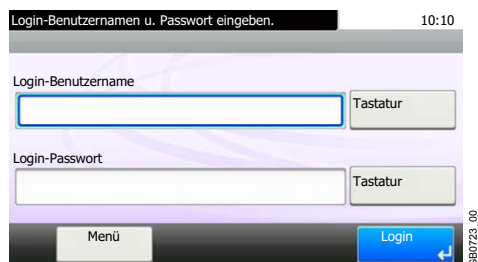 Login-Benutzernamen u. Passwort eingeben. 10:10
Login-Benutzername
Tastatur
Login-Passwort
Tastatur
Menü Login
GB0723_00